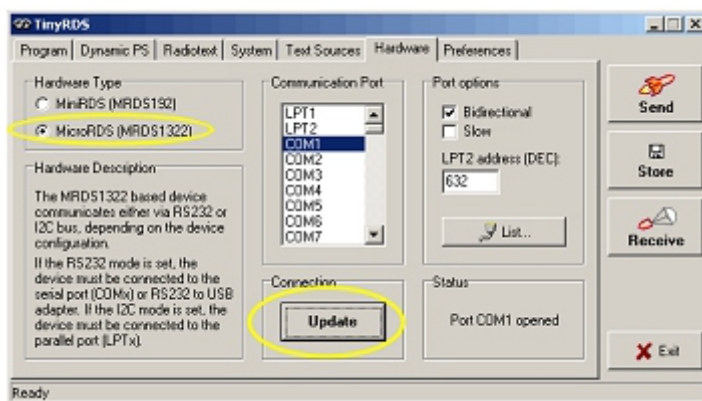 TinyRDS
Program Dynamic PS Radiotext System Text Sources Hardware Preferences
Hardware Type
MiniRDS (MRDS192)
MicroRDS (MRDS1322)
Hardware Description
The MRDS1322 based device
communicates either via RS232 or
I2C bus, depending on the device
configuration.
If the RS232 mode is set, the
device must be connected to the
serial port (COMx) or RS232 to USB
adapter. If the I2C mode is set, the
device must be connected to the
parallel port (LPTx).
Communication Port
LPT1
LPT2
COM1
COM2
COM3
COM4
COM5
COM6
COM7
Connection
Update
Port options
Bidirectional
Slow
LPT2 address (DEC):
632
List...
Status
Port COM1 opened
Send
Store
Receive
Exit
Ready